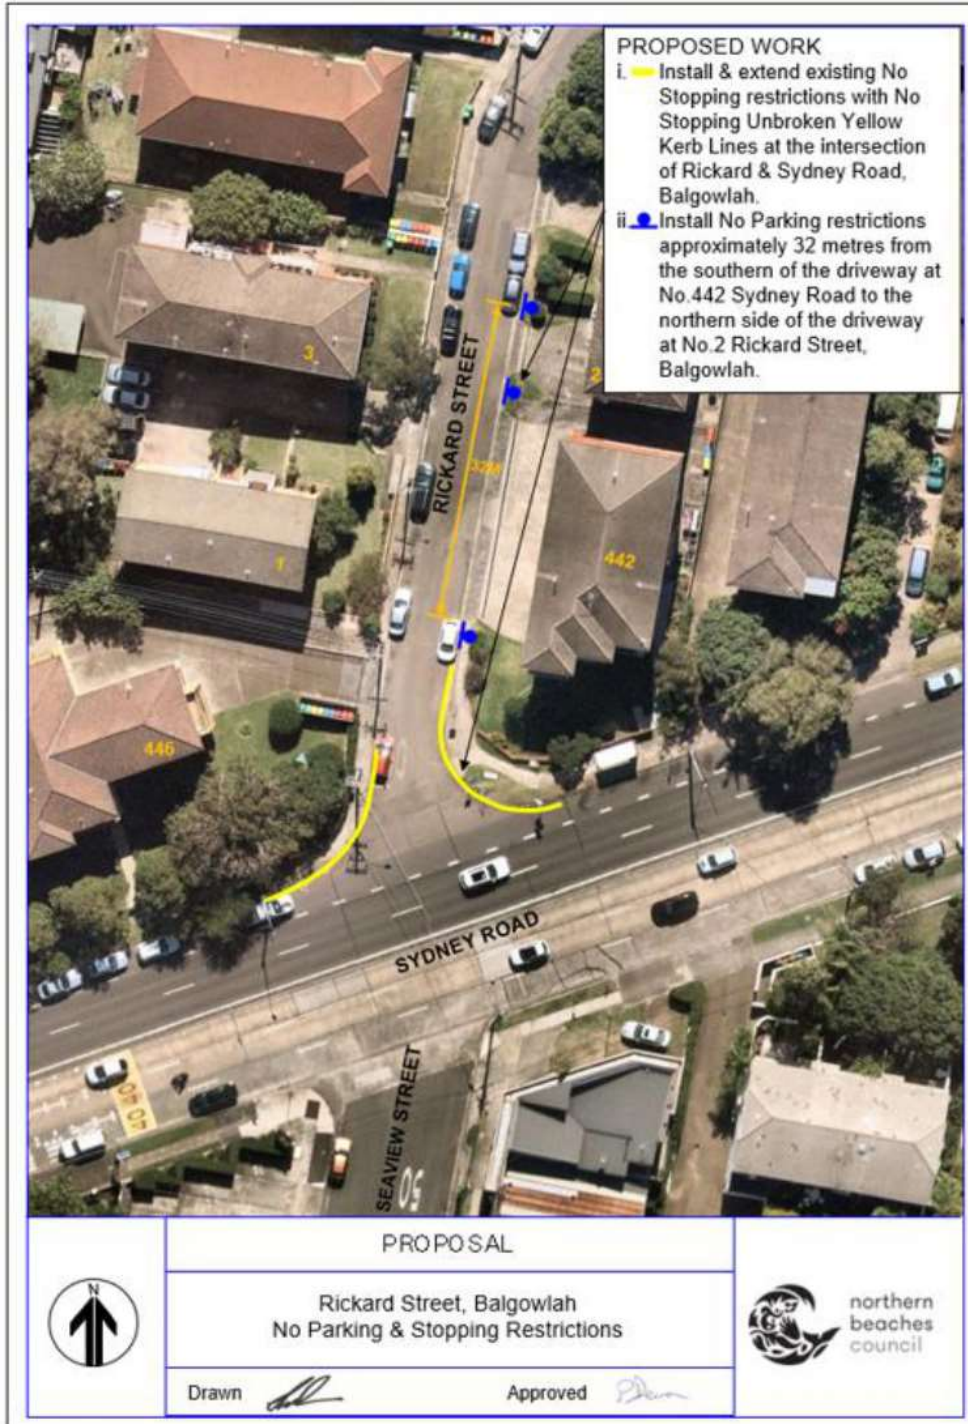 PROPOSED WORK
i. Install & extend existing No
Stopping restrictions with No
Stopping Unbroken Yellow
Kerb Lines at the intersection
of Rickard & Sydney Road,
Balgowlah.
ii. Install No Parking restrictions
approximately 32 metres from
the southern of the driveway at
No.442 Sydney Road to the
northern side of the driveway
at No.2 Rickard Street,
Balgowlah.
3
2
RICKARD STREET
32M
1
442
446
SYDNEY ROAD
40 40
SEAVIEW STREET
50
PROPOSAL
N
Rickard Street, Balgowlah
No Parking & Stopping Restrictions
northern
beaches
council
Drawn
Approved